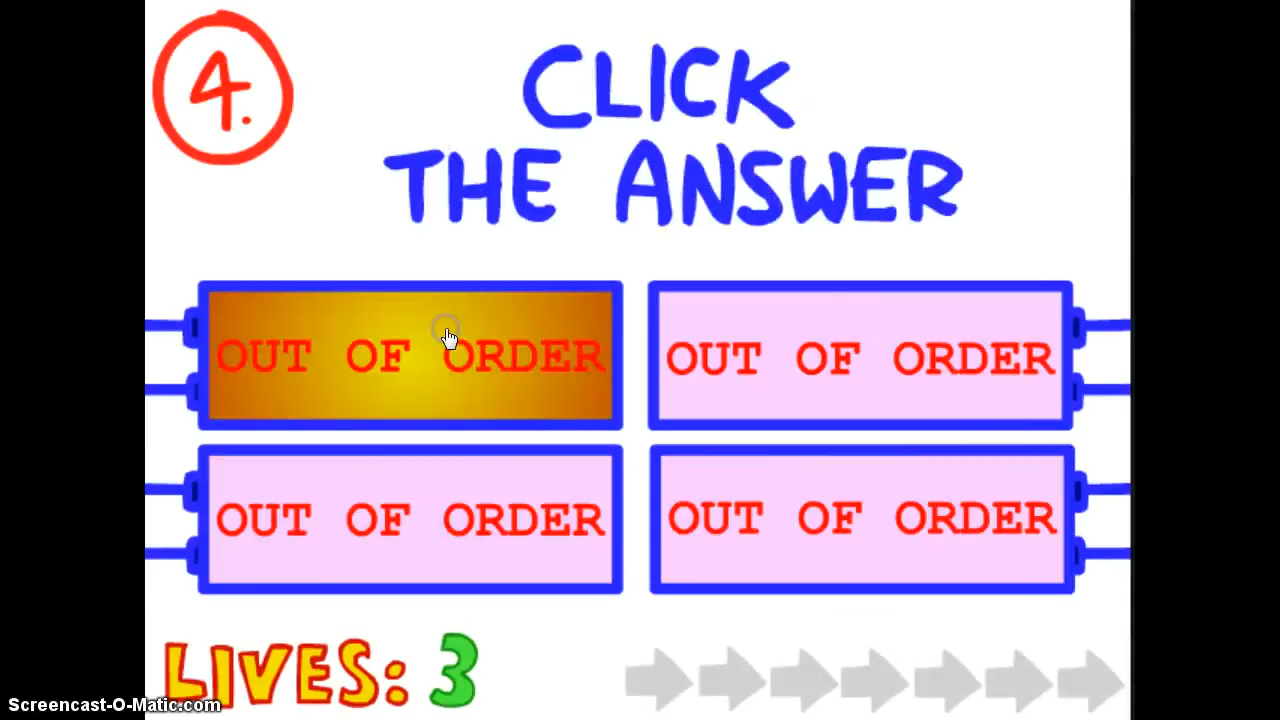 4.
CLICK
THE ANSWER
OUT OF ORDER
OUT OF ORDER
OUT OF ORDER
OUT OF ORDER
LIVES: 3
Screencast-O-Matic.com